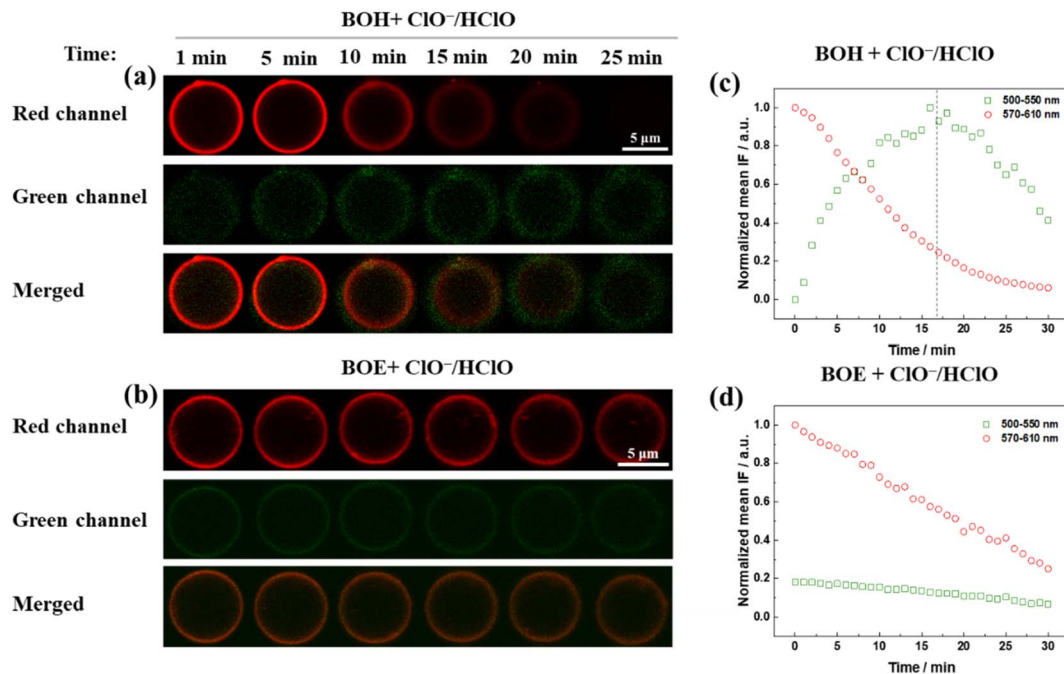 BOH+ ClO⁻/HClO
Time: 1 min 5 min 10 min 15 min 20 min 25 min
(a)
Red channel
5 μm
Green channel
Merged
BOE+ ClO⁻/HClO
(b)
Red channel
5 μm
Green channel
Merged
BOH + ClO⁻/HClO
(c)
500-550 nm
570-610 nm
Normalized mean IF / a.u.
1.0
0.8
0.6
0.4
0.2
0.0
0 5 10 15 20 25 30
Time / min
BOE + ClO⁻/HClO
(d)
500-550 nm
570-610 nm
Normalized mean IF / a.u.
1.0
0.8
0.6
0.4
0.2
0.0
0 5 10 15 20 25 30
Time / min